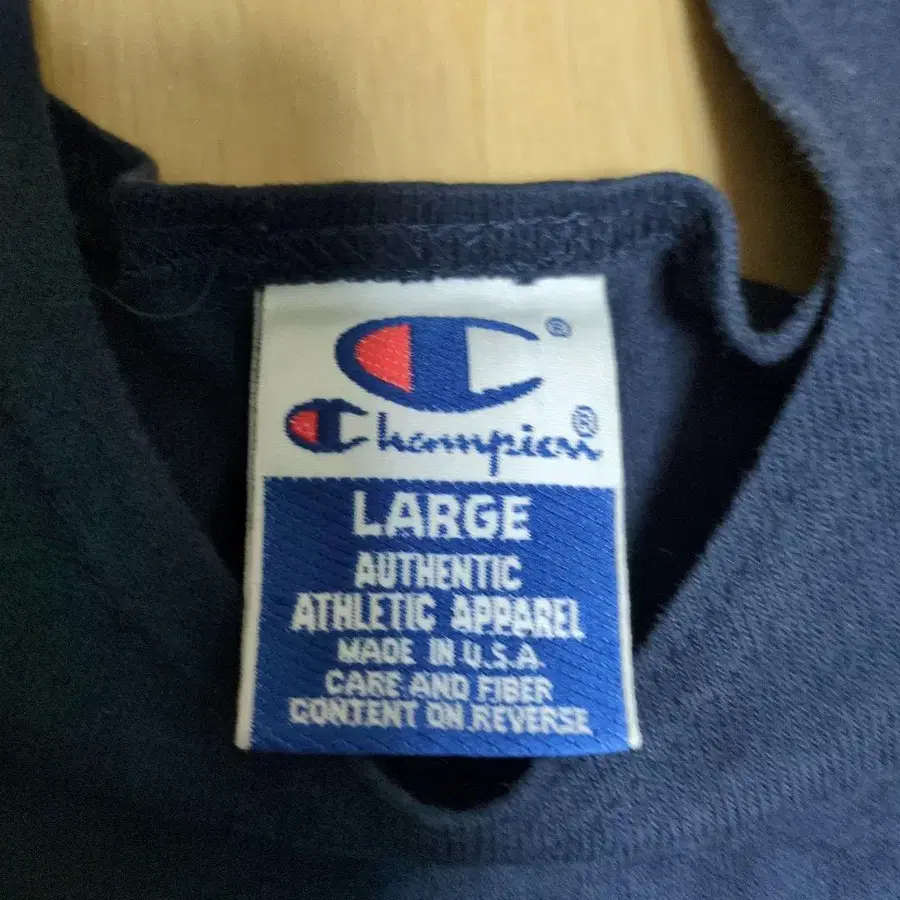 ®
Champion®
LARGE
AUTHENTIC
ATHLETIC APPAREL
MADE IN U.S.A.
CARE AND FIBER
CONTENT ON REVERSE